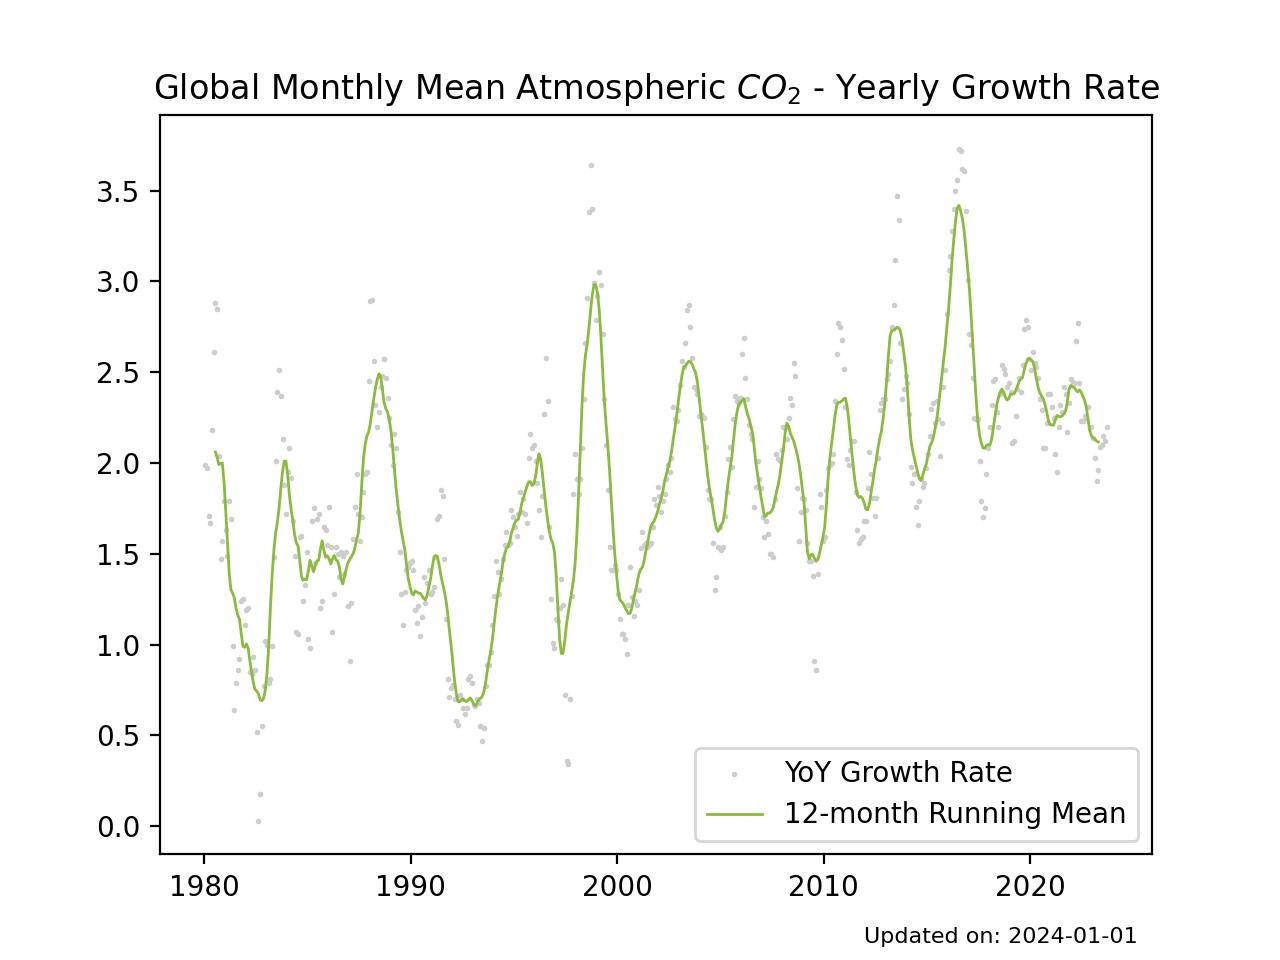 Global Monthly Mean Atmospheric CO₂ - Yearly Growth Rate
3.5
3.0
2.5
2.0
1.5
1.0
0.5
0.0
YoY Growth Rate
12-month Running Mean
1980 1990 2000 2010 2020
Updated on: 2024-01-01